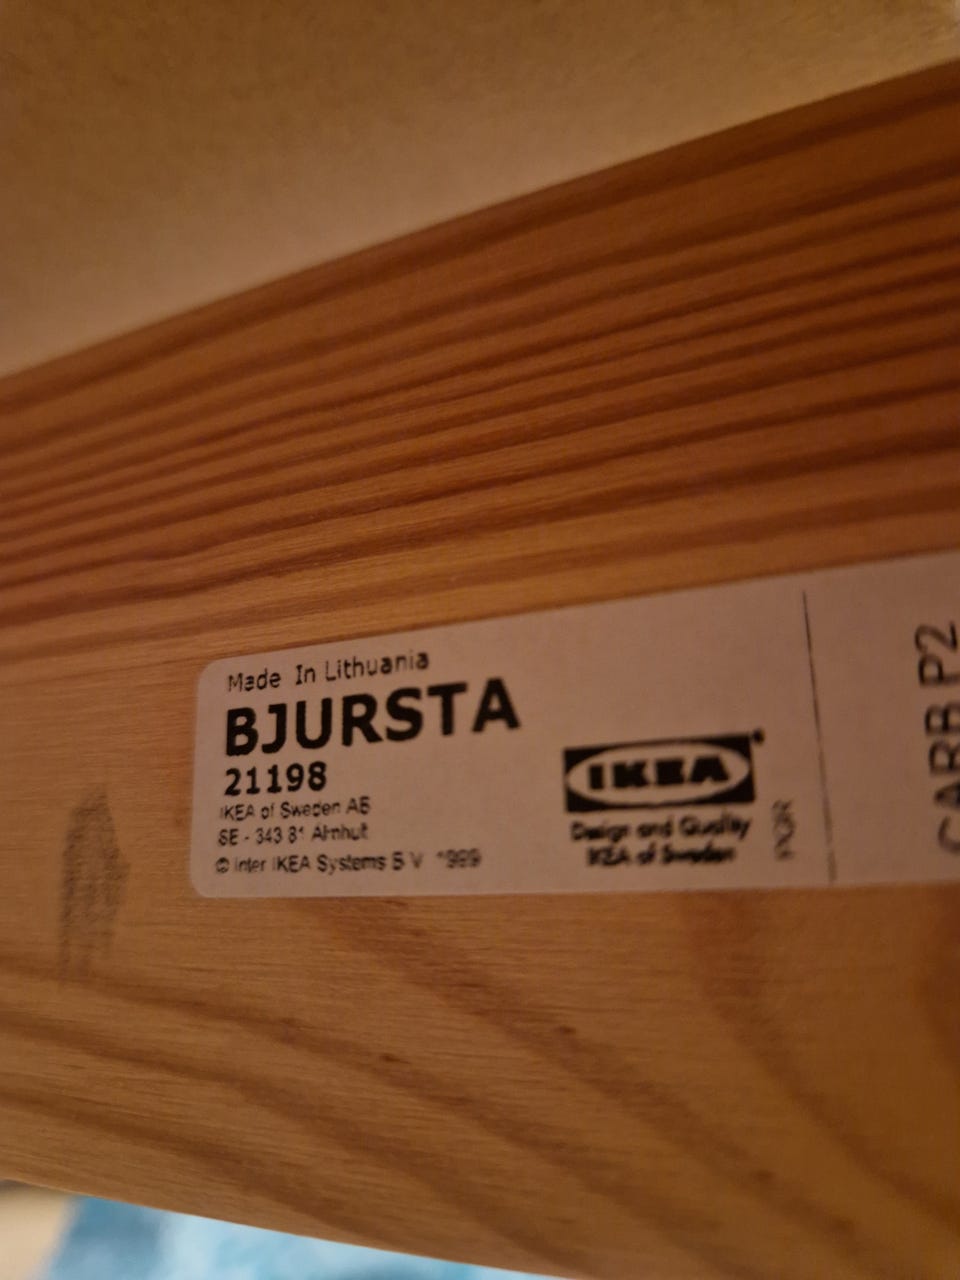 Made In Lithuania
BJURSTA
21198
IKEA of Sweden AB
SE - 343 81 Älmhult
© Inter IKEA Systems B V 1999
IKEA
Design and Quality
IKEA of Sweden
CARB P2